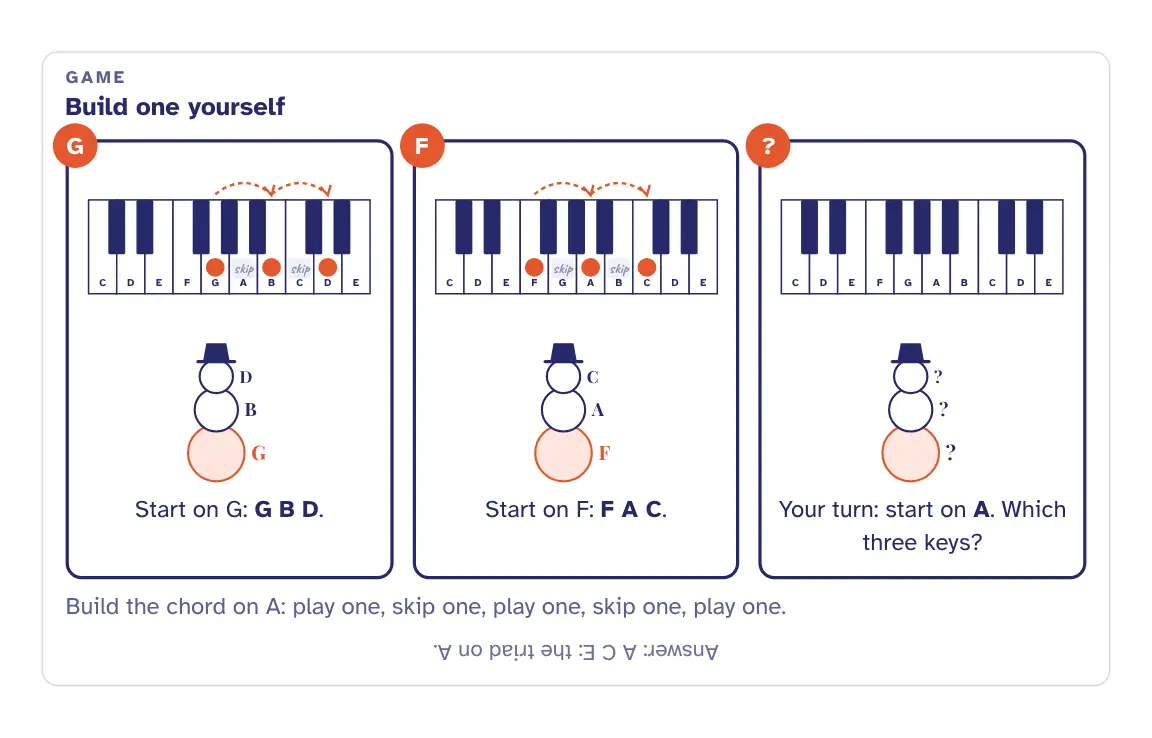 GAME
Build one yourself
G
skip
skip
C D E F G A B C D E
D
B
G
Start on G: G B D.
F
skip
skip
C D E F G A B C D E
C
A
F
Start on F: F A C.
?
C D E F G A B C D E
?
?
?
Your turn: start on A. Which
three keys?
Build the chord on A: play one, skip one, play one, skip one, play one.
Answer: A C E: the triad on A.